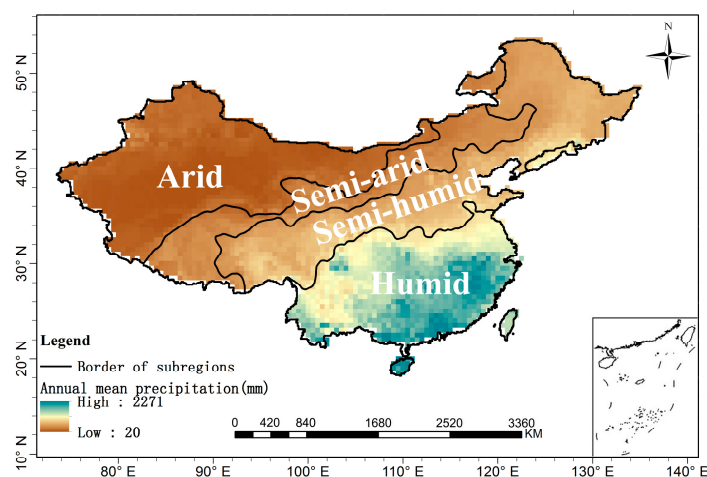 N
50° N
40° N
30° N
20° N
10° N
Arid
Semi-arid
Semi-humid
Humid
Legend
Border of subregions
Annual mean precipitation(mm)
High : 2271
Low : 20
0 420 840 1680 2520 3360
KM
80° E 90° E 100° E 110° E 120° E 130° E 140° E